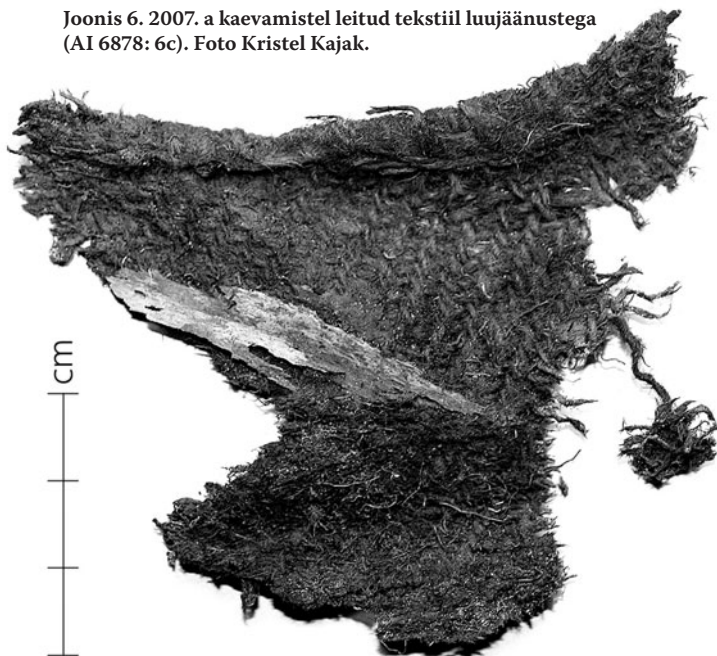 Joonis 6. 2007. a kaevamistel leitud tekstiil luujäänustega
(AI 6878: 6c). Foto Kristel Kajak.
cm